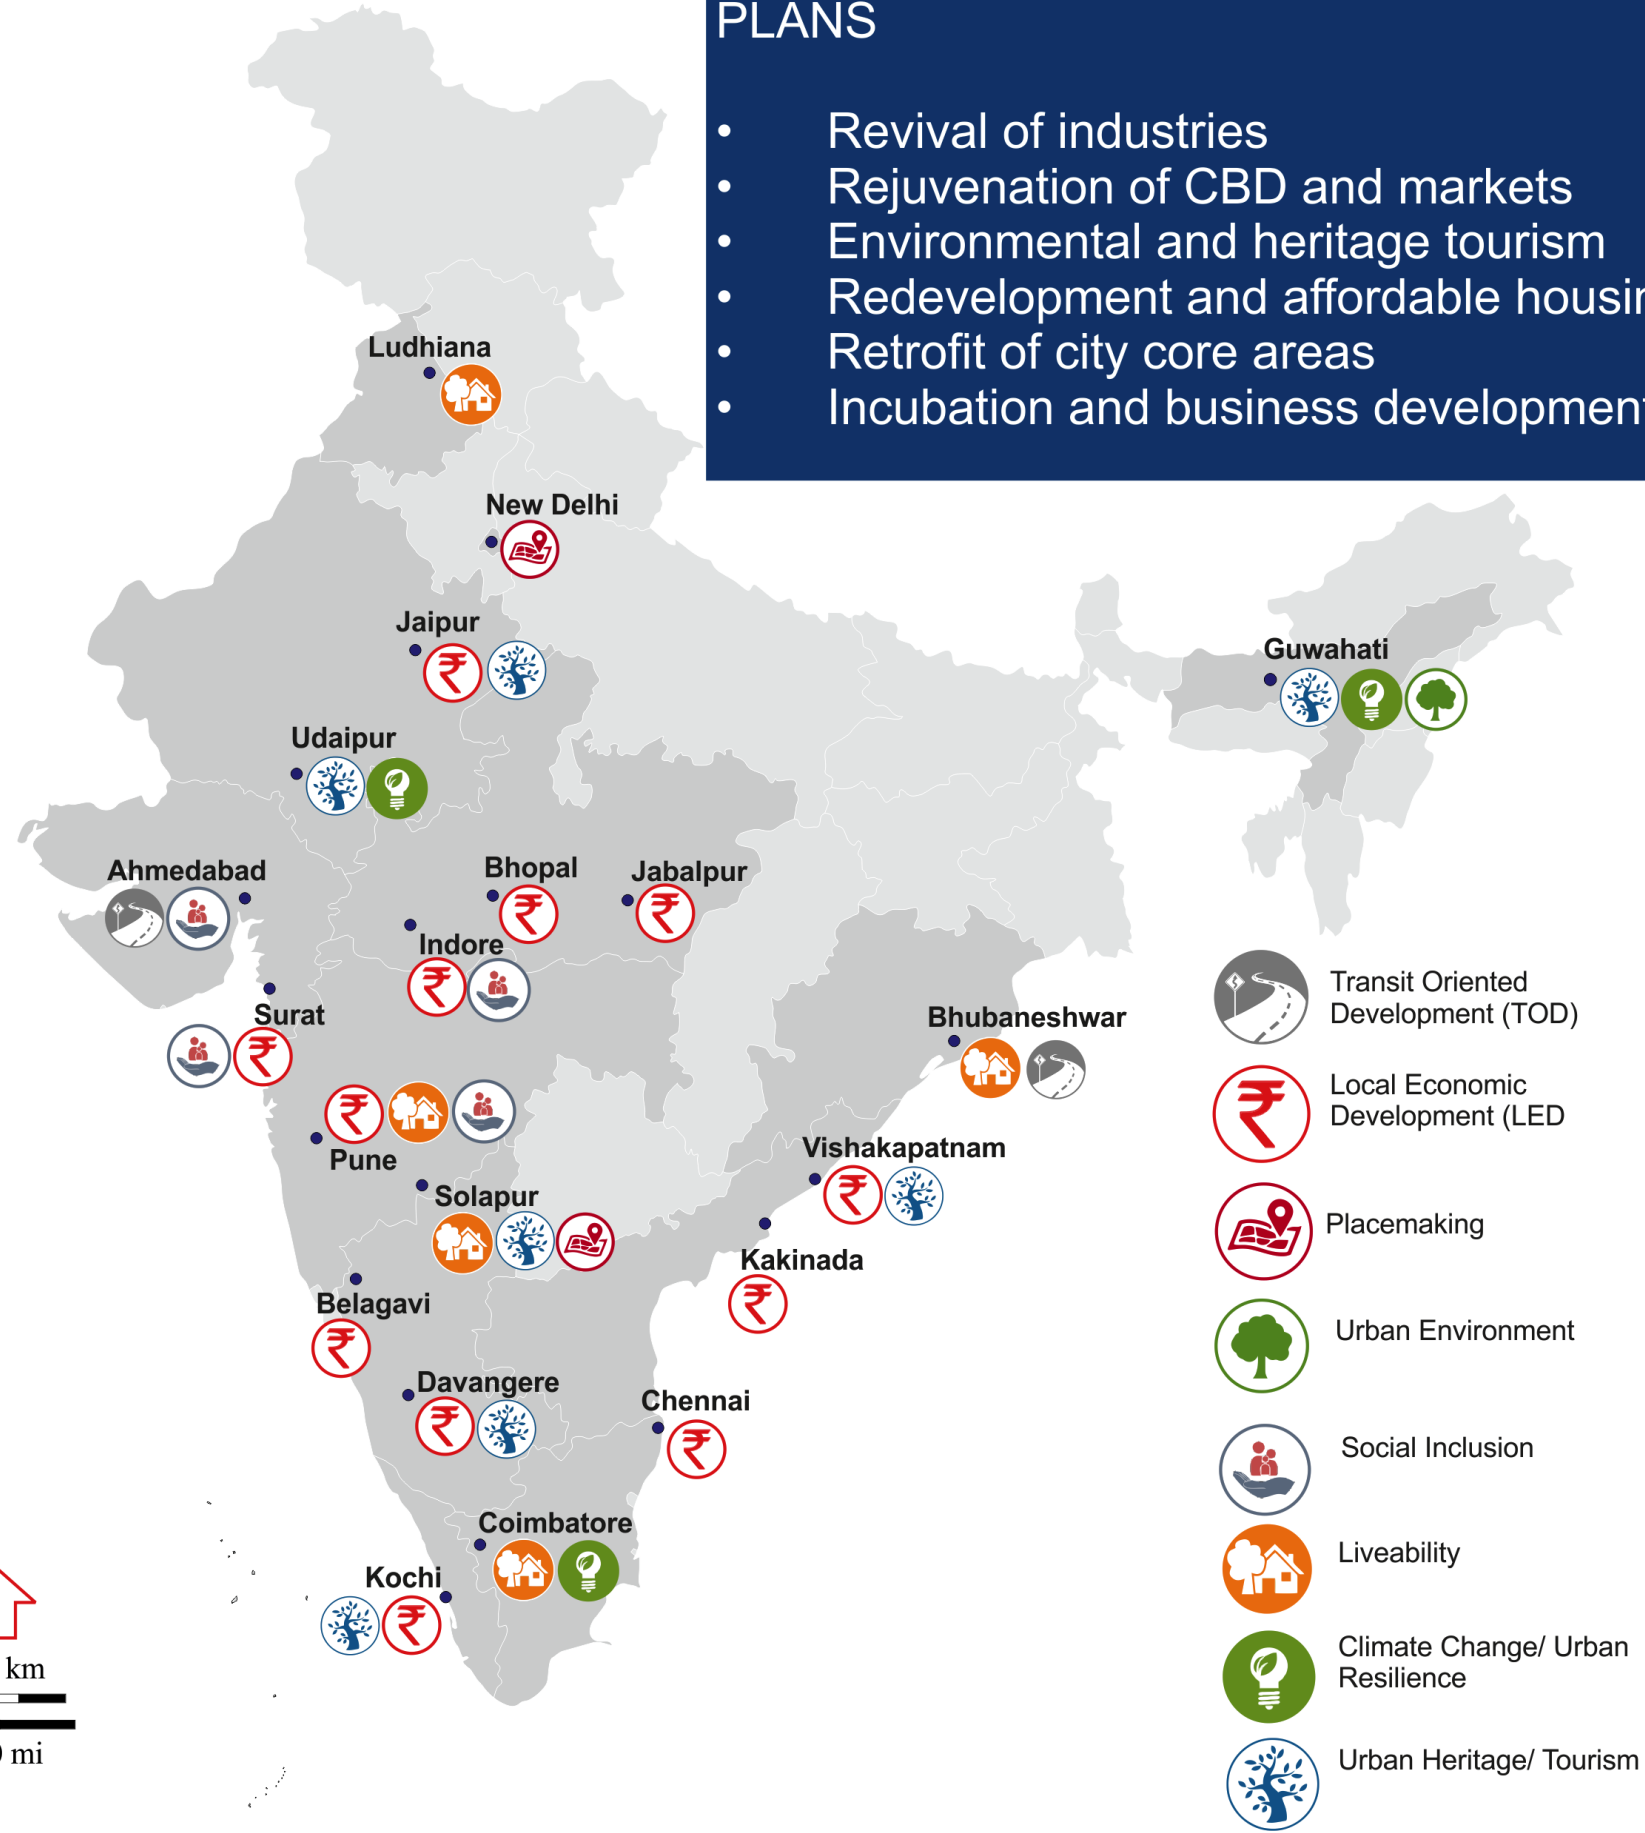 PLANS
• Revival of industries
• Rejuvenation of CBD and markets
• Environmental and heritage tourism
• Redevelopment and affordable
• Retrofit of city core areas
• Incubation and business development
Ludhiana
New Delhi
Jaipur
Guwahati
Udaipur
Ahmedabad
Bhopal
Jabalpur
Indore
Surat
Bhubaneshwar
Pune
Vishakapatnam
Solapur
Kakinada
Belagavi
Davangere
Chennai
Coimbatore
Kochi
km
mi
Transit Oriented
Development (TOD)
Local Economic
Development (LED
Placemaking
Urban Environment
Social Inclusion
Liveability
Climate Change/ Urban
Resilience
Urban Heritage/ Tourism